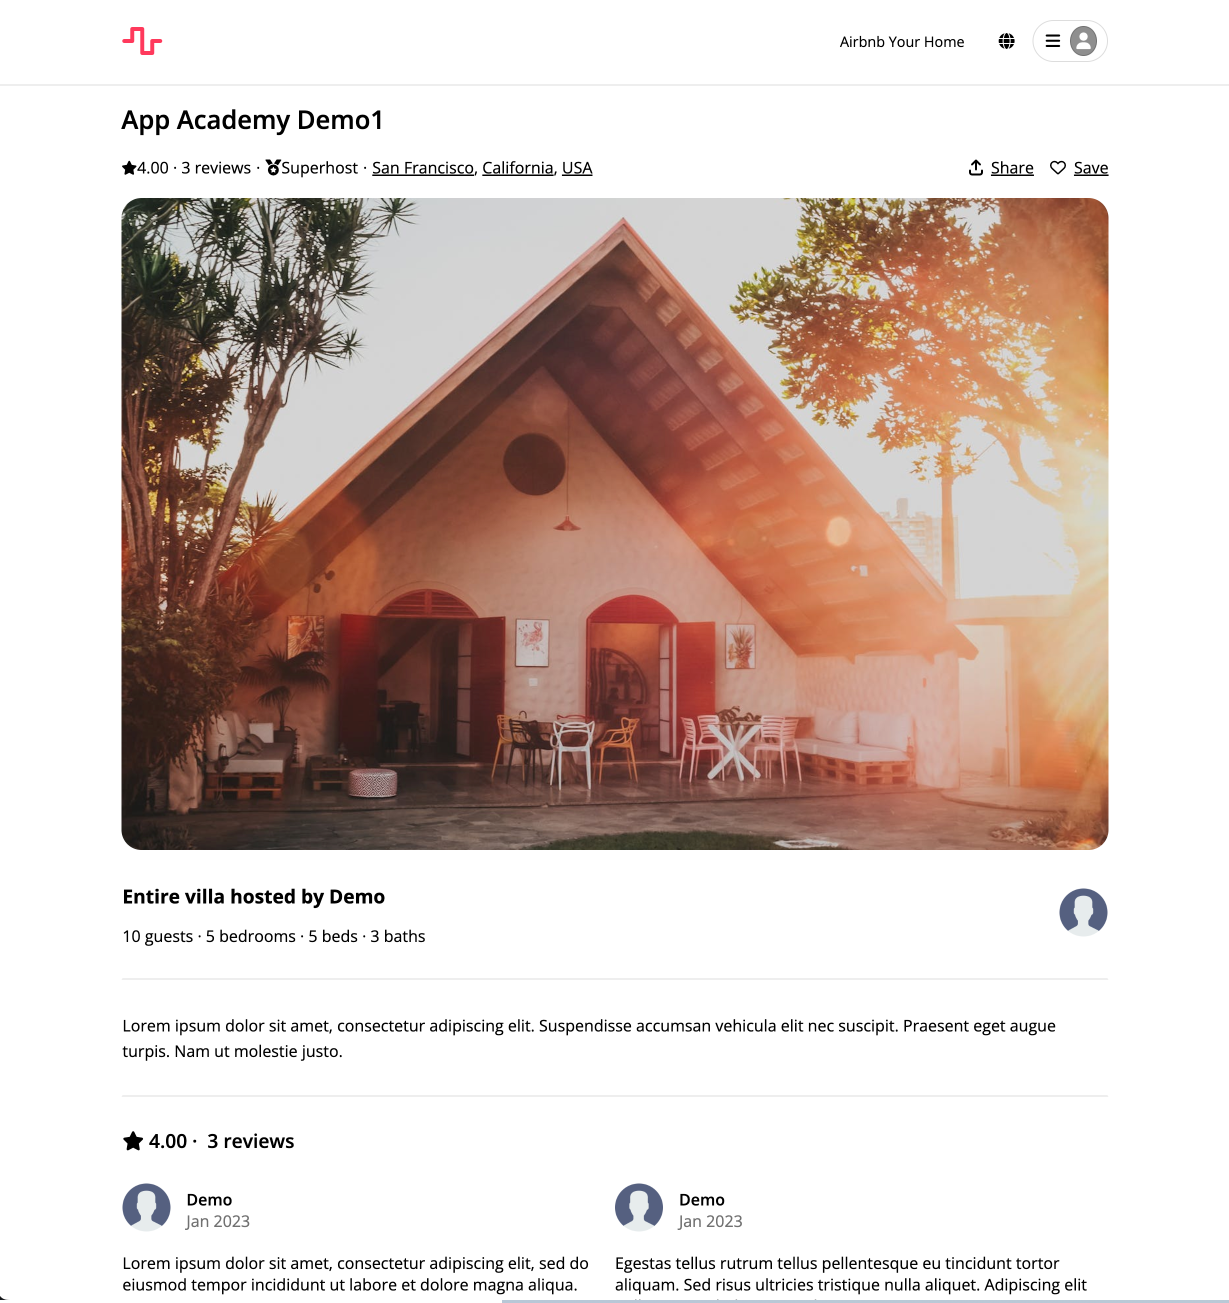 Airbnb Your Home
App Academy Demo1
4.00 · 3 reviews · Superhost · San Francisco, California, USA
Share Save
Entire villa hosted by Demo
10 guests · 5 bedrooms · 5 beds · 3 baths
Lorem ipsum dolor sit amet, consectetur adipiscing elit. Suspendisse accumsan vehicula elit nec suscipit. Praesent eget augue
turpis. Nam ut molestie justo.
4.00 · 3 reviews
Demo
Jan 2023
Lorem ipsum dolor sit amet, consectetur adipiscing elit, sed do
eiusmod tempor incididunt ut labore et dolore magna aliqua.
Demo
Jan 2023
Egestas tellus rutrum tellus pellentesque eu tincidunt tortor
aliquam. Sed risus ultricies tristique nulla aliquet. Adipiscing elit